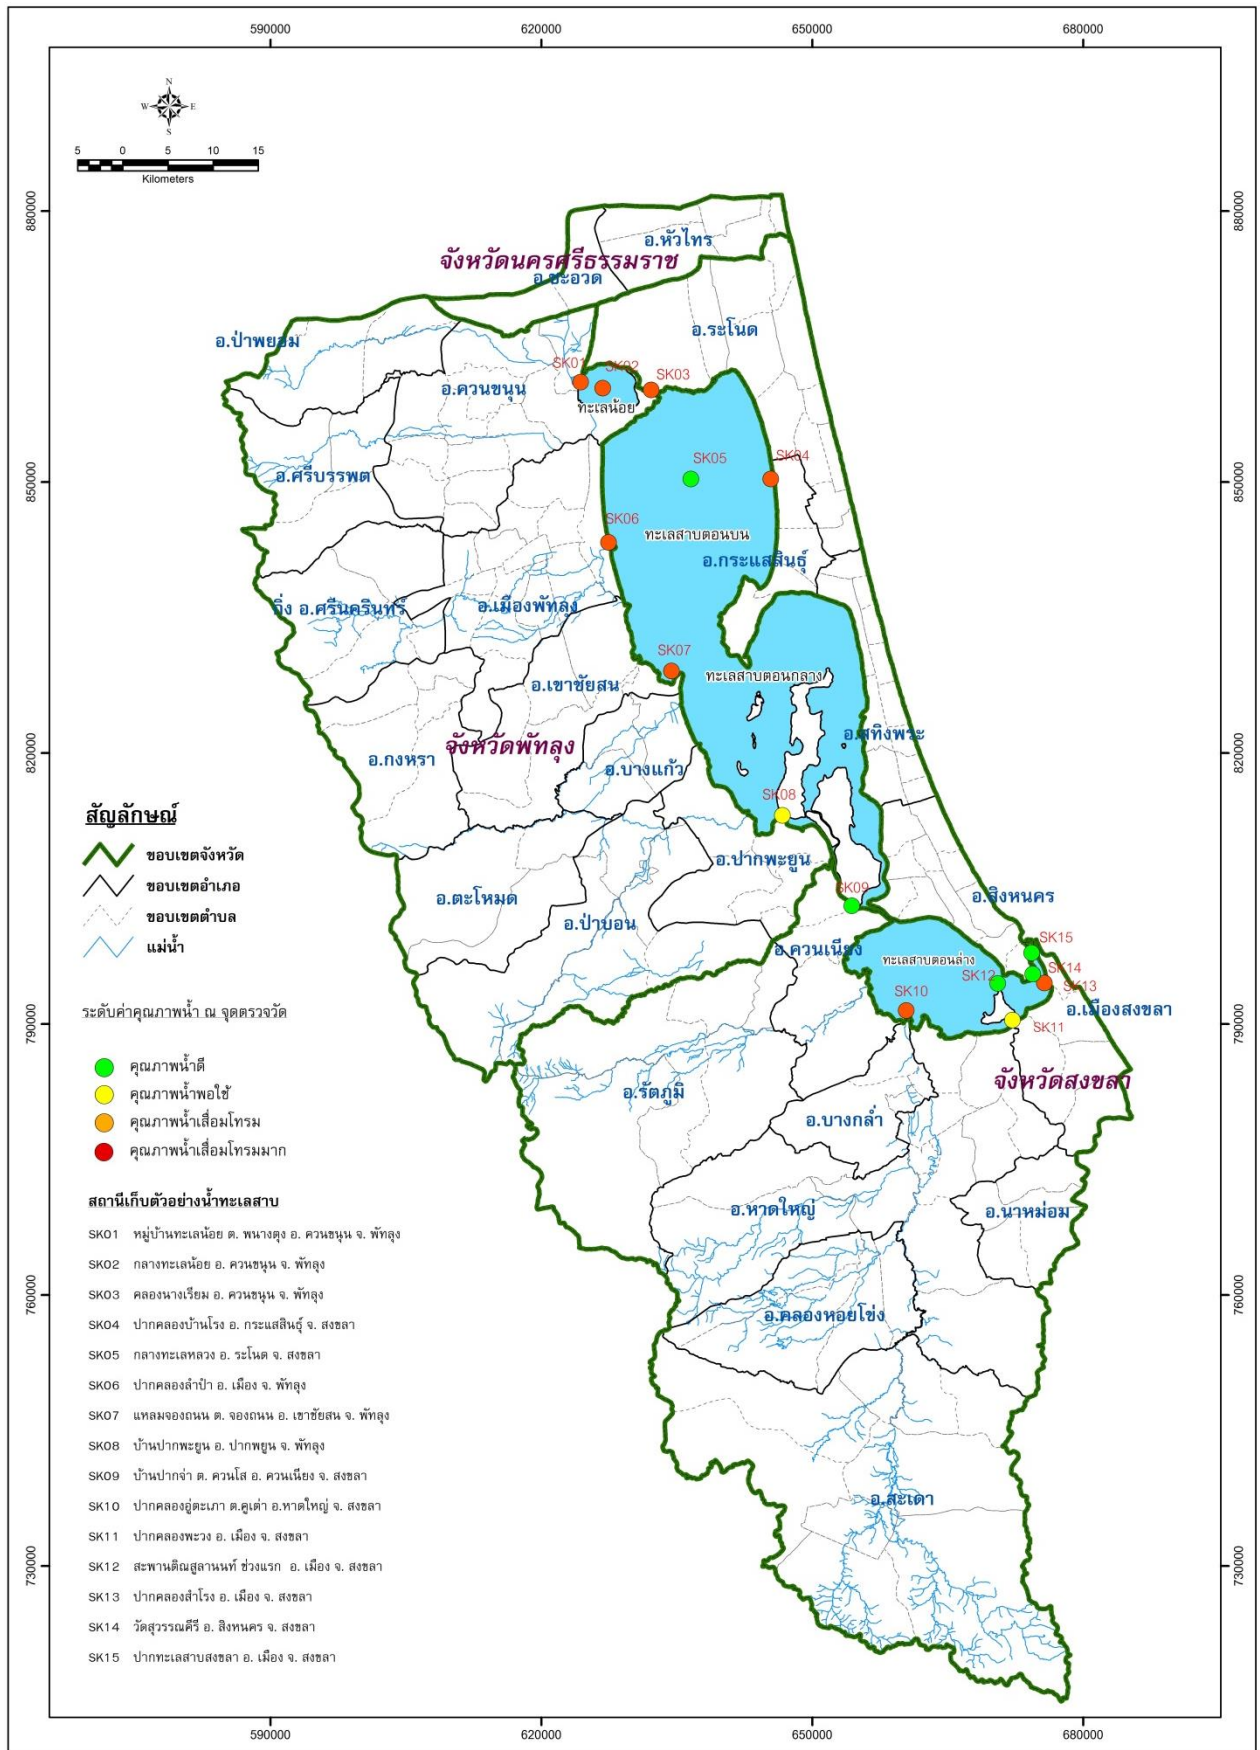 590000 620000 650000 680000
N
W E
S
5 0 5 10 15
Kilometers
880000 880000
อ.หัวไทร
จังหวัดนครศรีธรรมราช
อ.ชะอวด
อ.ระโนด
อ.ป่าพยอม
SK01 SK02 SK03
อ.ควนขนุน
ทะเลน้อย
SK05 SK04
850000 850000
อ.ศรีบรรพต
SK06
ทะเลสาบตอนบน
อ.กระแสสินธุ์
กิ่ง อ.ศรีนครินทร์
อ.เมืองพัทลุง
SK07
ทะเลสาบตอนกลาง
อ.เขาชัยสน
อ.สทิงพระ
820000 820000
จังหวัดพัทลุง
อ.กงหรา
อ.บางแก้ว
SK08
สัญลักษณ์
ขอบเขตจังหวัด
ขอบเขตอำเภอ
ขอบเขตตำบล
แม่น้ำ
อ.ปากพะยูน
SK09
อ.ตะโหมด
อ.สิงหนคร
อ.ป่าบอน
อ.ควนเนียง
ทะเลสาบตอนล่าง
SK15
SK14
SK12
SK13
SK10
อ.เมืองสงขลา
SK11
790000 790000
ระดับค่าคุณภาพน้ำ ณ จุดตรวจวัด
คุณภาพน้ำดี
คุณภาพน้ำพอใช้
คุณภาพน้ำเสื่อมโทรม
คุณภาพน้ำเสื่อมโทรมมาก
จังหวัดสงขลา
อ.รัตภูมิ
อ.บางกล่ำ
อ.หาดใหญ่
อ.นาหม่อม
อ.คลองหอยโข่ง
760000 760000
อ.สะเดา
730000 730000
สถานีเก็บตัวอย่างน้ำทะเลสาบ
SK01 หมู่บ้านทะเลน้อย ต. พนางตุง อ. ควนขนุน จ. พัทลุง
SK02 กลางทะเลน้อย อ. ควนขนุน จ. พัทลุง
SK03 คลองนางเรียม อ. ควนขนุน จ. พัทลุง
SK04 ปากคลองบ้านโรง อ. กระแสสินธุ์ จ. สงขลา
SK05 กลางทะเลหลวง อ. ระโนด จ. สงขลา
SK06 ปากคลองลำปำ อ. เมือง จ. พัทลุง
SK07 แหลมจองถนน ต. จองถนน อ. เขาชัยสน จ. พัทลุง
SK08 บ้านปากพะยูน อ. ปากพยูน จ. พัทลุง
SK09 บ้านปากจ่า ต. ควนโส อ. ควนเนียง จ. สงขลา
SK10 ปากคลองอู่ตะเภา ต.คูเต่า อ.หาดใหญ่ จ. สงขลา
SK11 ปากคลองพะวง อ. เมือง จ. สงขลา
SK12 สะพานติณสูลานนท์ ช่วงแรก อ. เมือง จ. สงขลา
SK13 ปากคลองสำโรง อ. เมือง จ. สงขลา
SK14 วัดสุวรรณคีรี อ. สิงหนคร จ. สงขลา
SK15 ปากทะเลสาบสงขลา อ. เมือง จ. สงขลา
590000 620000 650000 680000